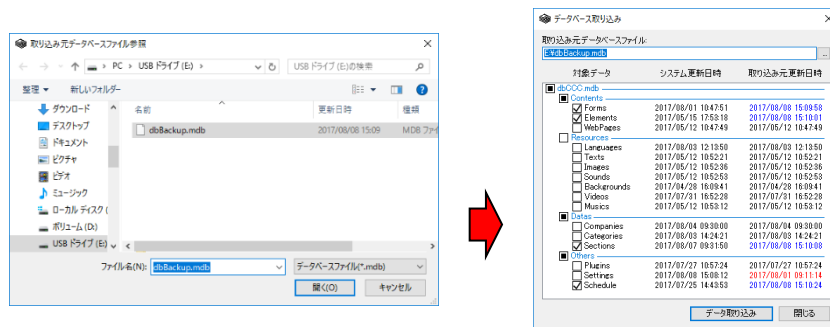 取り込み元データベースファイル参照
PC › USB ドライブ (E:) ›
USB ドライブ (E:)の検索
整理 新しいフォルダー
ダウンロード
デスクトップ
ドキュメント
ピクチャ
ビデオ
ミュージック
ローカル ディスク (
ボリューム (D:)
USB ドライブ (E:)
名前 更新日時 種類
dbBackup.mdb 2017/08/08 15:09 MDB ファ
ファイル名(N): dbBackup.mdb データベースファイル(*.mdb)
開く(O) キャンセル
データベース取り込み
取り込み元データベースファイル:
E:¥dbBackup.mdb ...
対象データ システム更新日時 取り込み元更新日時
dbCCC.mdb
Contents
Forms 2017/08/01 10:47:51 2017/08/08 15:09:58
Elements 2017/05/15 17:53:18 2017/08/08 15:10:01
WebPages 2017/05/12 10:47:49 2017/05/12 10:47:49
Resources
Languages 2017/08/03 12:13:50 2017/08/03 12:13:50
Texts 2017/05/12 10:52:21 2017/05/12 10:52:21
Images 2017/05/12 10:52:36 2017/05/12 10:52:36
Sounds 2017/05/12 10:52:53 2017/05/12 10:52:53
Backgrounds 2017/04/28 16:09:41 2017/04/28 16:09:41
Videos 2017/07/31 16:52:28 2017/07/31 16:52:28
Musics 2017/05/12 10:53:12 2017/05/12 10:53:12
Datas
Companies 2017/08/04 09:30:00 2017/08/04 09:30:00
Categories 2017/08/03 14:24:21 2017/08/03 14:24:21
Sections 2017/08/07 09:31:50 2017/08/08 15:10:08
Others
Plugins 2017/07/27 10:57:24 2017/07/27 10:57:24
Settings 2017/08/08 15:08:12 2017/08/01 09:11:14
Schedule 2017/07/25 14:43:53 2017/08/08 15:10:24
データ取り込み 閉じる